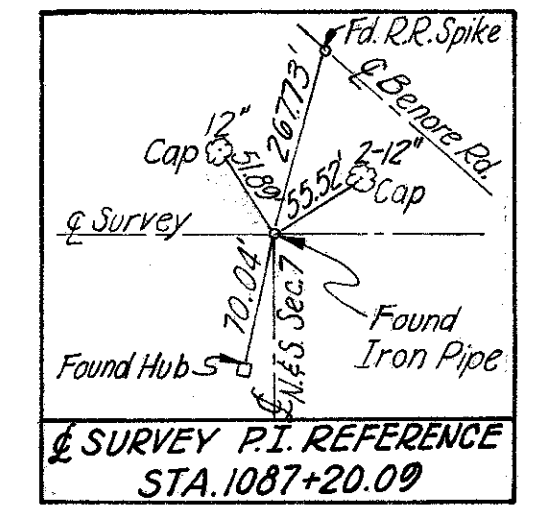 Fd. R.R. Spike
℄ Benore Rd.
267.73'
12"
Cap
51.89'
2-12"
Cap
55.52'
℄ Survey
70.04'
Found Hub
℄ N.&S. Sec. 7
Found
Iron Pipe
℄ SURVEY P.I. REFERENCE
STA. 1087+20.09